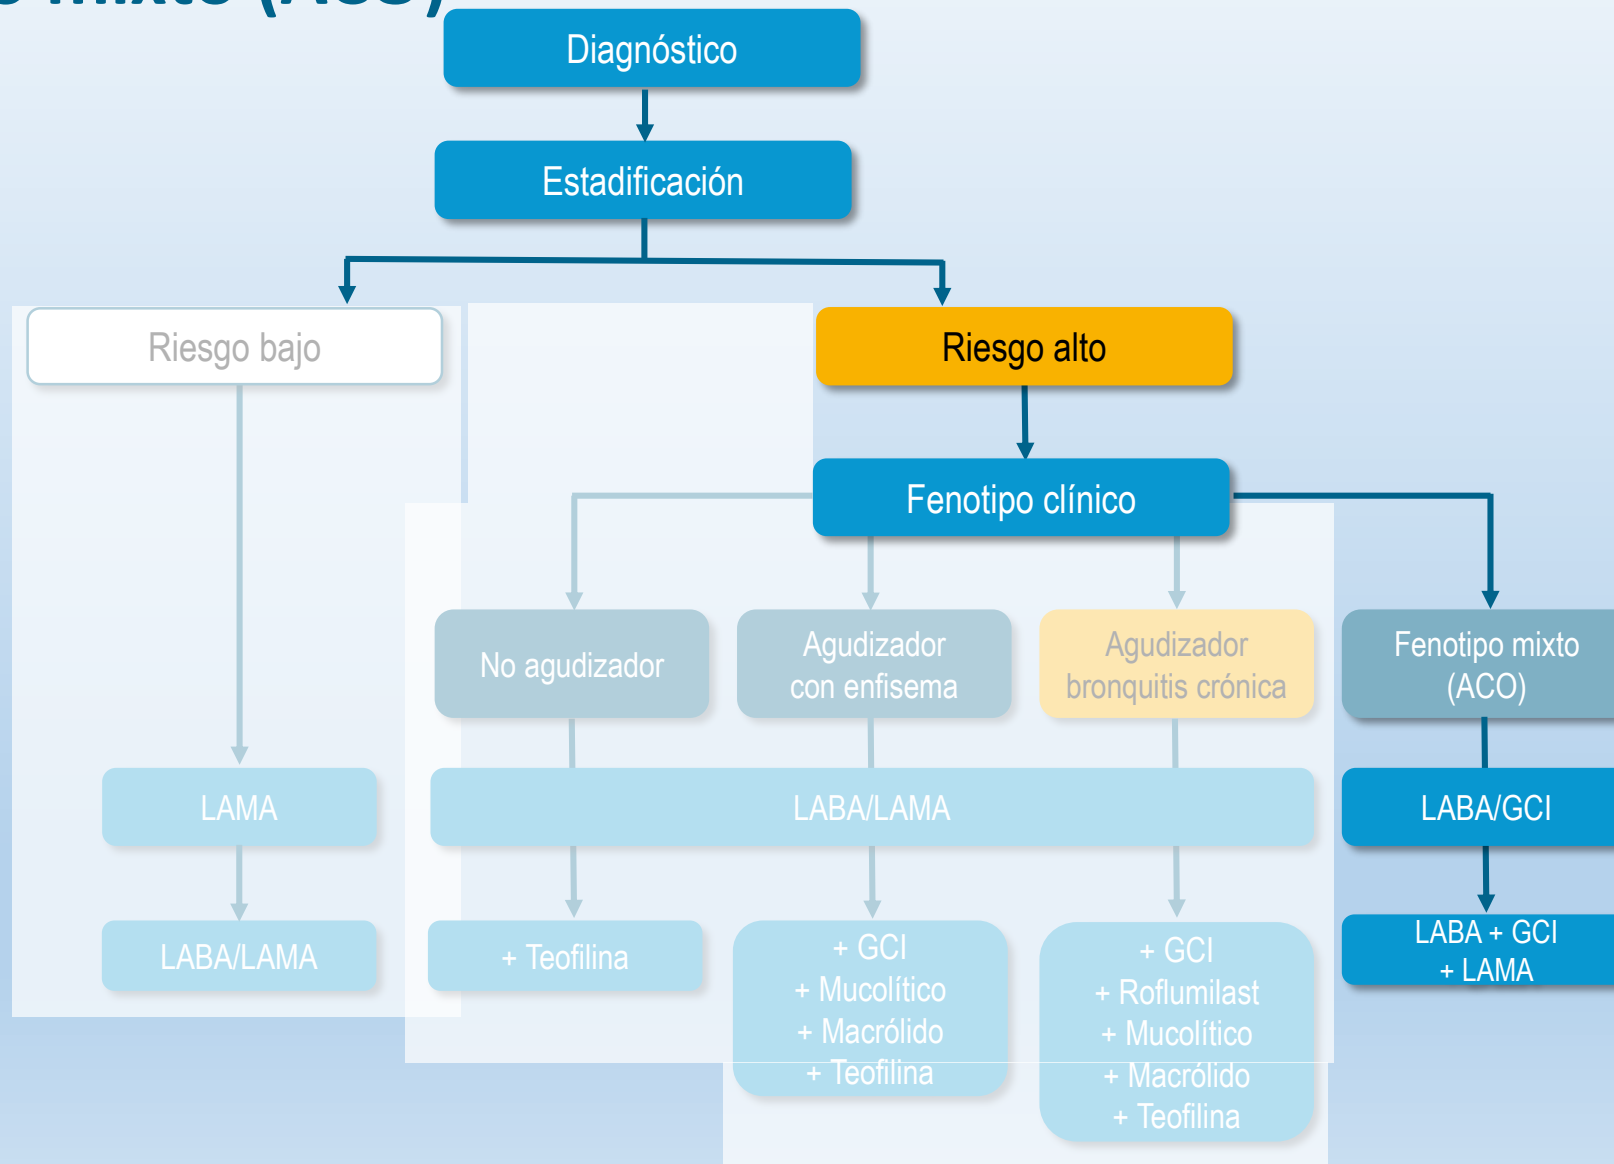 mixto (ACO)
Diagnóstico
Estadificación
Riesgo bajo
Riesgo alto
Fenotipo clínico
No agudizador
Agudizador
con enfisema
Agudizador
bronquitis crónica
Fenotipo mixto
(ACO)
LAMA
LABA/LAMA
LABA/GCI
LABA/LAMA
+ Teofilina
+ GCI
+ Mucolítico
+ Macrólido
+ Teofilina
+ GCI
+ Roflumilast
+ Mucolítico
+ Macrólido
+ Teofilina
LABA + GCI
+ LAMA